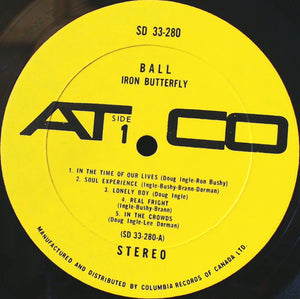 SD 33-280
BALL
IRON BUTTERFLY
ATCO
SIDE
1
1. IN THE TIME OF OUR LIVES (Doug Ingle-Ron Bushy)
2. SOUL EXPERIENCE (Ingle-Bushy-Brann-Dorman)
3. LONELY BOY (Doug Ingle)
4. REAL FRIGHT
(Ingle-Bushy-Brann)
5. IN THE CROWDS
(Doug Ingle-Lee Dorman)
(SD 33-280-A)
STEREO
MANUFACTURED AND DISTRIBUTED BY COLUMBIA RECORDS OF CANADA LTD.